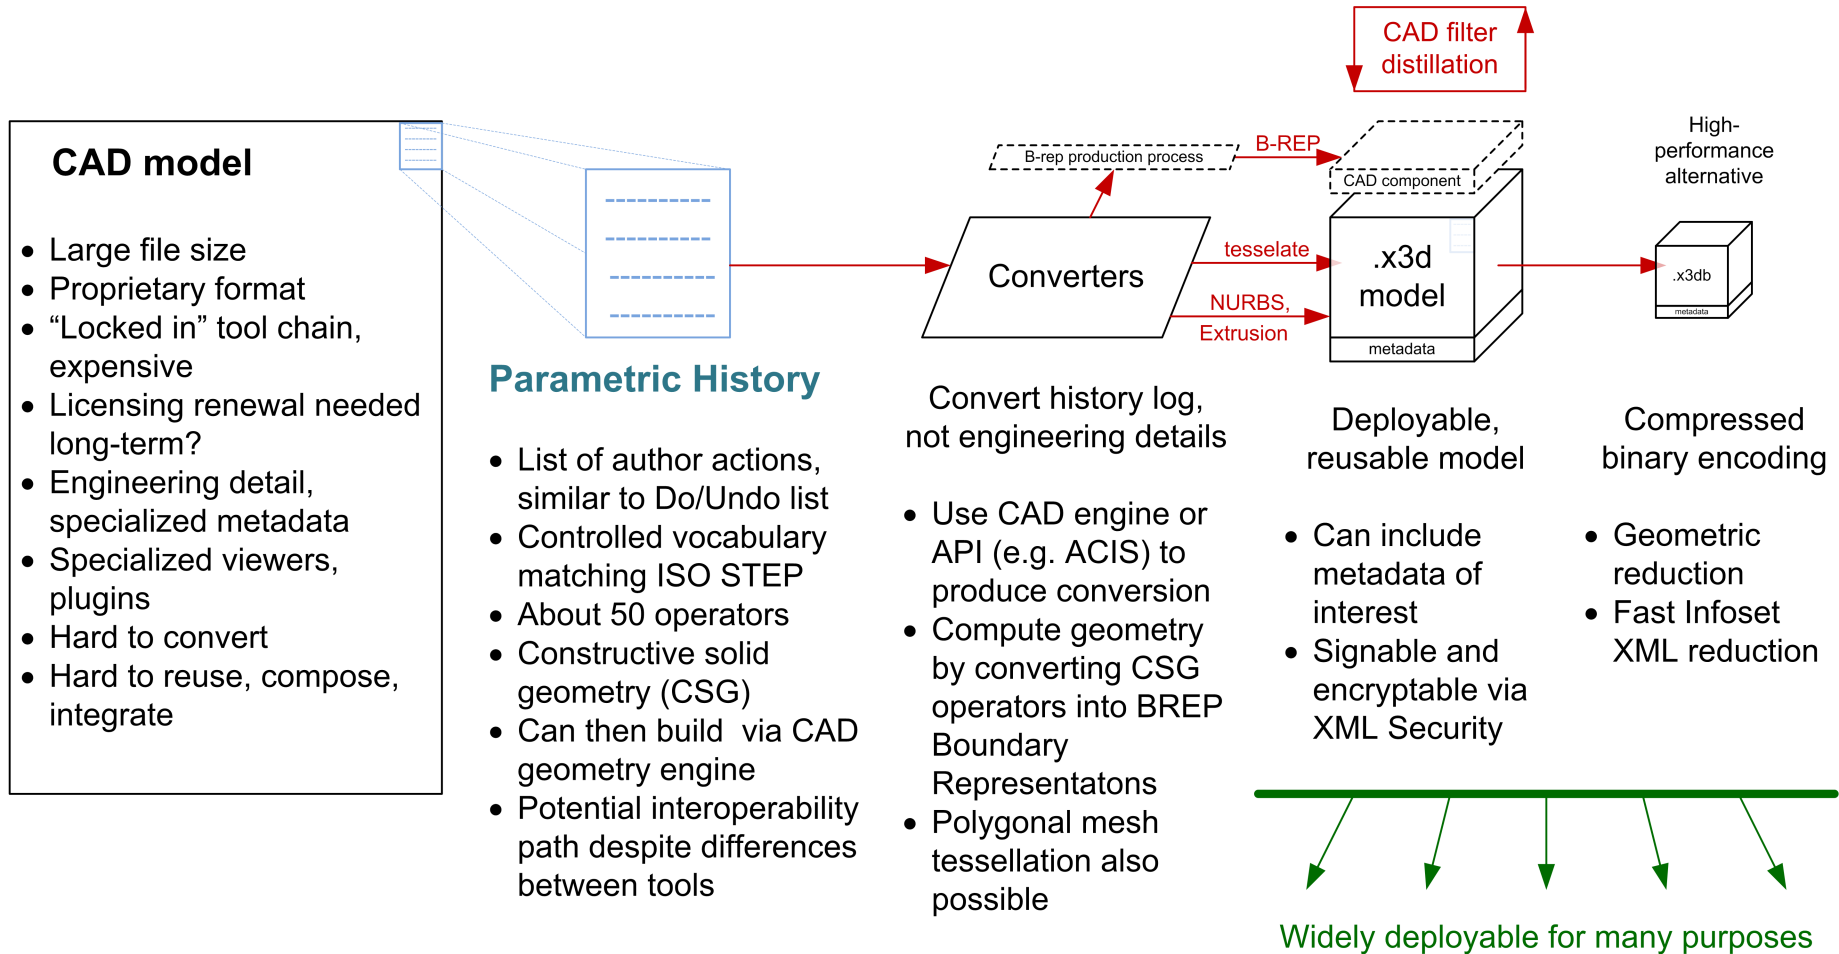 CAD filter
distillation
CAD model
• Large file size
• Proprietary format
• “Locked in” tool chain,
expensive
• Licensing renewal needed
long-term?
• Engineering detail,
specialized metadata
• Specialized viewers,
plugins
• Hard to convert
• Hard to reuse, compose,
integrate
Parametric History
• List of author actions,
similar to Do/Undo list
• Controlled vocabulary
matching ISO STEP
• About 50 operators
• Constructive solid
geometry (CSG)
• Can then build  via CAD
geometry engine
• Potential interoperability
path despite differences
between tools
B-rep production process
B-REP
Converters
tesselate
NURBS,
Extrusion
Convert history log,
not engineering details
• Use CAD engine or
API (e.g. ACIS) to
produce conversion
• Compute geometry
by converting CSG
operators into BREP
Boundary
Representatons
• Polygonal mesh
tessellation also
possible
CAD component
.x3d
model
metadata
Deployable,
reusable model
• Can include
metadata of
interest
• Signable and
encryptable via
XML Security
High-
performance
alternative
.x3db
metadata
Compressed
binary encoding
• Geometric
reduction
• Fast Infoset
XML reduction
Widely deployable for many purposes